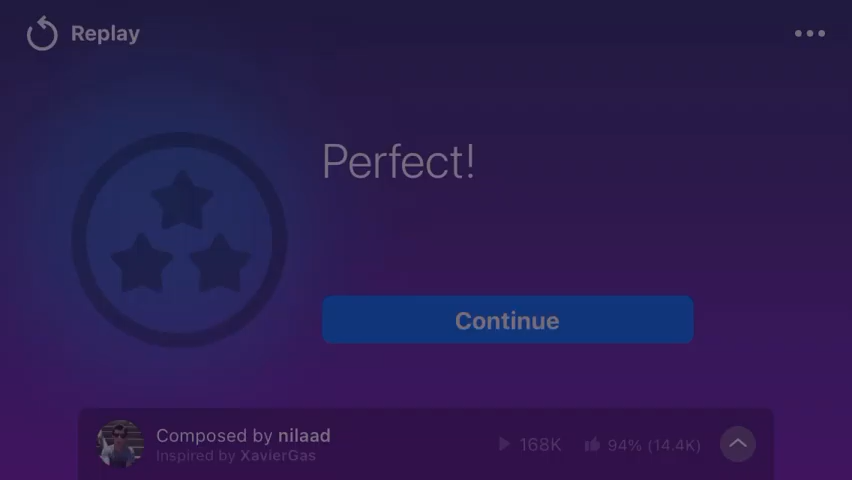 Replay
Perfect!
Continue
Composed by nilaad
Inspired by XavierGas
168K
94% (14.4K)